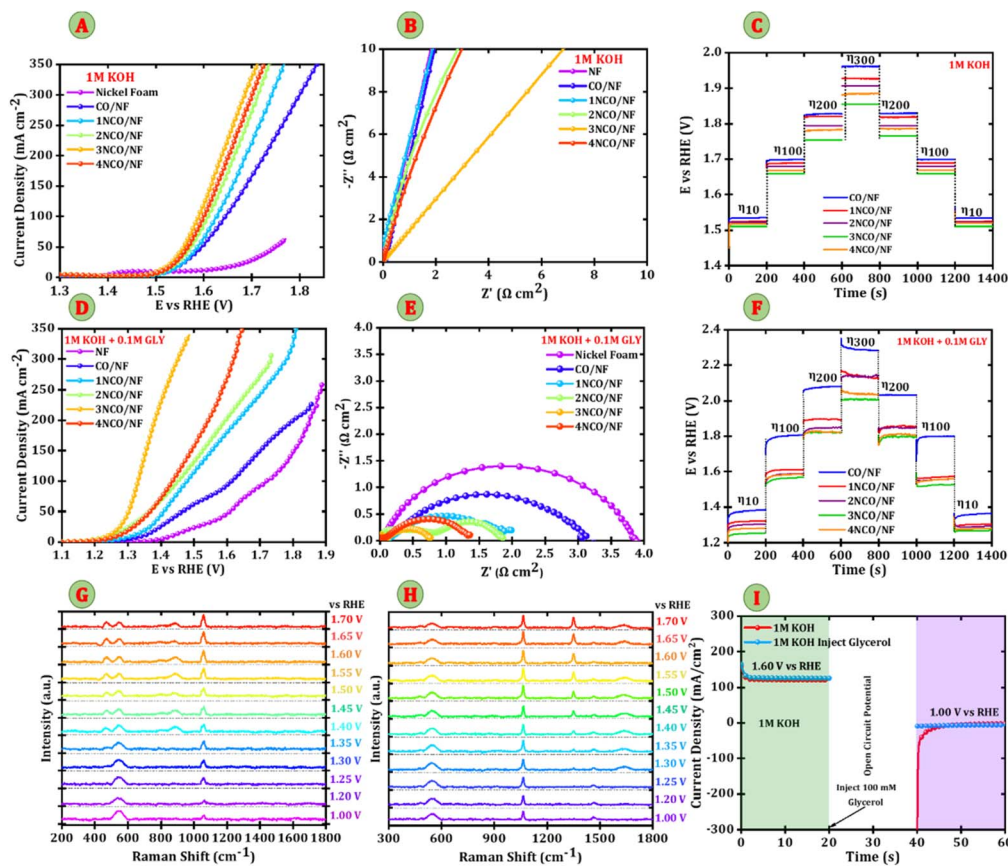 A
1M KOH
Nickel Foam
CO/NF
1NCO/NF
2NCO/NF
3NCO/NF
4NCO/NF
Current Density (mA cm-2)
350
300
250
200
150
100
50
0
1.3 1.4 1.5 1.6 1.7 1.8
E vs RHE (V)
B
1M KOH
NF
CO/NF
1NCO/NF
2NCO/NF
3NCO/NF
4NCO/NF
-Z'' (Ω cm2)
10
8
6
4
2
0
0 2 4 6 8 10
Z' (Ω cm2)
C
1M KOH
η10
η100
η200
η300
η200
η100
η10
CO/NF
1NCO/NF
2NCO/NF
3NCO/NF
4NCO/NF
E vs RHE (V)
2.0
1.9
1.8
1.7
1.6
1.5
1.4
0 200 400 600 800 1000 1200 1400
Time (s)
D
1M KOH + 0.1M GLY
NF
CO/NF
1NCO/NF
2NCO/NF
3NCO/NF
4NCO/NF
Current Density (mA cm-2)
350
300
250
200
150
100
50
0
1.1 1.2 1.3 1.4 1.5 1.6 1.7 1.8 1.9
E vs RHE (V)
E
1M KOH + 0.1M GLY
Nickel Foam
CO/NF
1NCO/NF
2NCO/NF
3NCO/NF
4NCO/NF
-Z'' (Ω cm2)
4.0
3.5
3.0
2.5
2.0
1.5
1.0
0.5
0.0
0.0 0.5 1.0 1.5 2.0 2.5 3.0 3.5 4.0
Z' (Ω cm2)
F
1M KOH + 0.1M GLY
η10
η100
η200
η300
η200
η100
η10
CO/NF
1NCO/NF
2NCO/NF
3NCO/NF
4NCO/NF
E vs RHE (V)
2.4
2.2
2.0
1.8
1.6
1.4
1.2
0 200 400 600 800 1000 1200 1400
Time (s)
G
vs RHE
1.70 V
1.65 V
1.60 V
1.55 V
1.50 V
1.45 V
1.40 V
1.35 V
1.30 V
1.25 V
1.20 V
1.00 V
Intensity (a.u.)
200 400 600 800 1000 1200 1400 1600 1800
Raman Shift (cm-1)
H
vs RHE
1.70 V
1.65 V
1.60 V
1.55 V
1.50 V
1.45 V
1.40 V
1.35 V
1.30 V
1.25 V
1.20 V
1.00 V
Intensity (a.u.)
300 600 900 1200 1500 1800
Raman Shift (cm-1)
I
1M KOH
1M KOH Inject Glycerol
1.60 V vs RHE
1.00 V vs RHE
1M KOH
Open Circuit Potential
Inject 100 mM
Glycerol
Current Density (mA/cm2)
300
200
100
0
-100
-200
-300
0 10 20 30 40 50 60
Time (s)